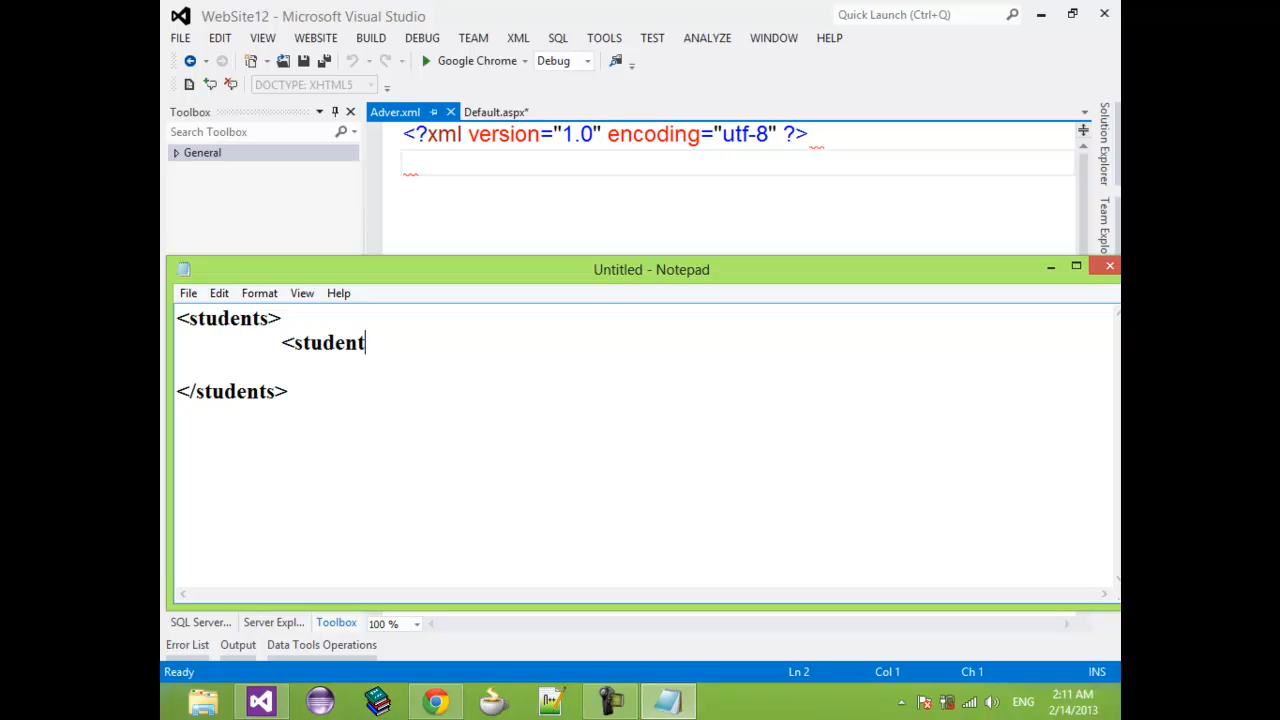 WebSite12 - Microsoft Visual Studio
Quick Launch (Ctrl+Q)
FILE EDIT VIEW WEBSITE BUILD DEBUG TEAM XML SQL TOOLS TEST ANALYZE WINDOW HELP
Google Chrome Debug
DOCTYPE: XHTML5
Toolbox
Adver.xml Default.aspx*
Search Toolbox
General
<?xml version="1.0" encoding="utf-8" ?>
Solution Explorer
Team Explo
Untitled - Notepad
File Edit Format View Help
<students>
<student
</students>
SQL Server... Server Expl... Toolbox 100 %
Error List Output Data Tools Operations
Ready Ln 2 Col 1 Ch 1 INS
ENG 2:11 AM
2/14/2013